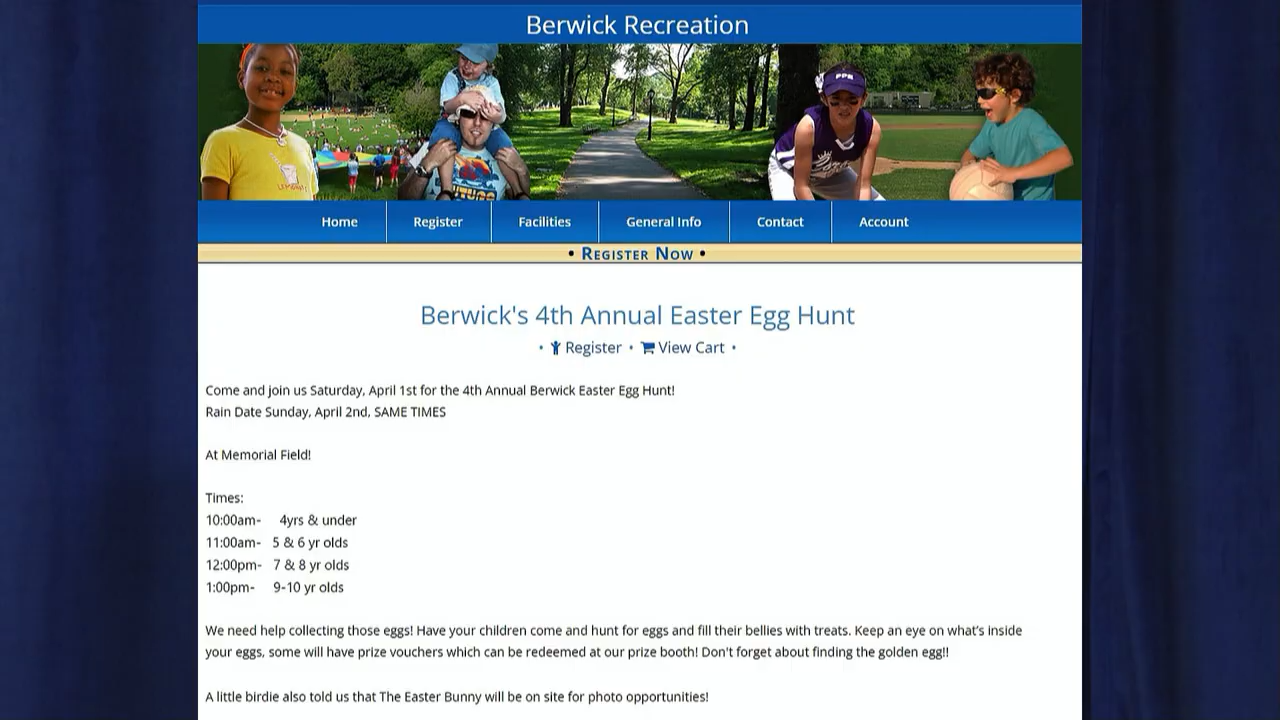 Berwick Recreation
PPR
Home
Register
Facilities
General Info
Contact
Account
• Register Now •
Berwick's 4th Annual Easter Egg Hunt
• Register • View Cart •
Come and join us Saturday, April 1st for the 4th Annual Berwick Easter Egg Hunt!
Rain Date Sunday, April 2nd, SAME TIMES
At Memorial Field!
Times:
10:00am- 4yrs & under
11:00am- 5 & 6 yr olds
12:00pm- 7 & 8 yr olds
1:00pm- 9-10 yr olds
We need help collecting those eggs! Have your children come and hunt for eggs and fill their bellies with treats. Keep an eye on what's inside
your eggs, some will have prize vouchers which can be redeemed at our prize booth! Don't forget about finding the golden egg!!
A little birdie also told us that The Easter Bunny will be on site for photo opportunities!